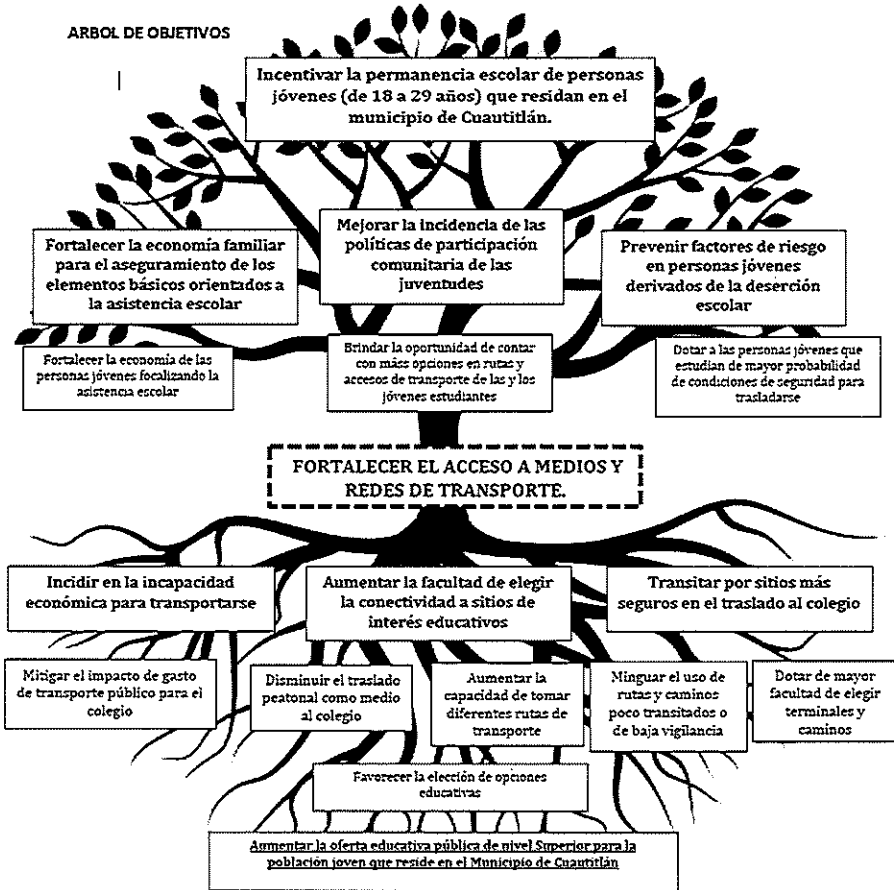 ARBOL DE OBJETIVOS
Incentivar la permanencia escolar de personas
jóvenes (de 18 a 29 años) que residan en el
municipio de Cuautitlán.
Fortalecer la economía familiar
para el aseguramiento de los
elementos básicos orientados a
la asistencia escolar
Mejorar la incidencia de las
políticas de participación
comunitaria de las
juventudes
Prevenir factores de riesgo
en personas jóvenes
derivados de la deserción
escolar
Fortalecer la economía de las
personas jóvenes focalizando la
asistencia escolar
Brindar la oportunidad de contar
con máss opciones en rutas y
accesos de transporte de las y los
jóvenes estudiantes
Dotar a las personas jóvenes que
estudian de mayor probabilidad
de condiciones de seguridad para
trasladarse
FORTALECER EL ACCESO A MEDIOS Y
REDES DE TRANSPORTE.
Incidir en la incapacidad
económica para transportarse
Aumentar la facultad de elegir
la conectividad a sitios de
interés educativos
Transitar por sitios más
seguros en el traslado al colegio
Mitigar el impacto de gasto
de transporte público para el
colegio
Disminuir el traslado
peatonal como medio
al colegio
Aumentar la
capacidad de tomar
diferentes rutas de
transporte
Minguar el uso de
rutas y caminos
poco transitados o
de baja vigilancia
Dotar de mayor
facultad de elegir
terminales y
caminos
Favorecer la elección de opciones
educativas
Aumentar la oferta educativa pública de nivel Superior para la
población joven que reside en el Municipio de Cuautitlán